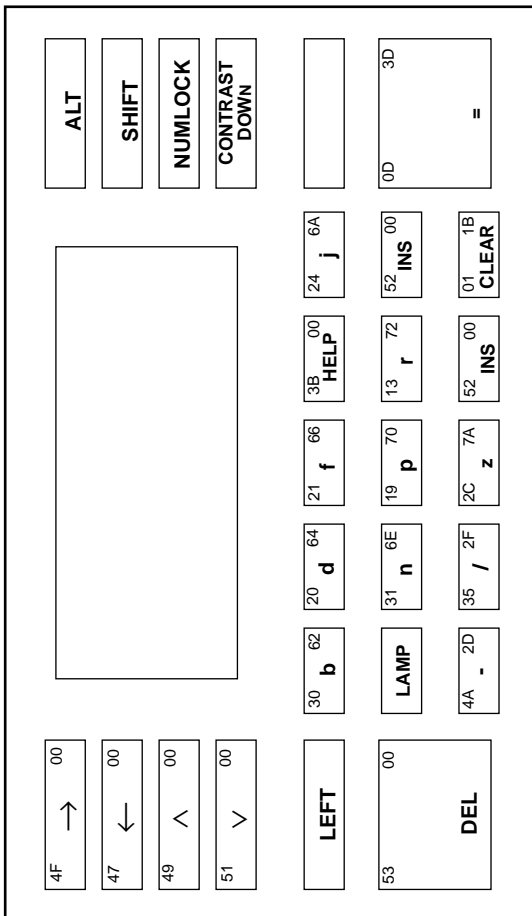 4F → 00
ALT
47 ← 00
SHIFT
49 ∧ 00
NUMLOCK
51 ∨ 00
CONTRAST
DOWN
30 62 20 64 21 66 3B 00 24 6A
LEFT b d f HELP j
53 00 31 6E 19 70 13 72 52 00 0D 3D
LAMP n p r INS
4A 2D 35 2F 2C 7A 52 00 01 1B
DEL - / z INS CLEAR =